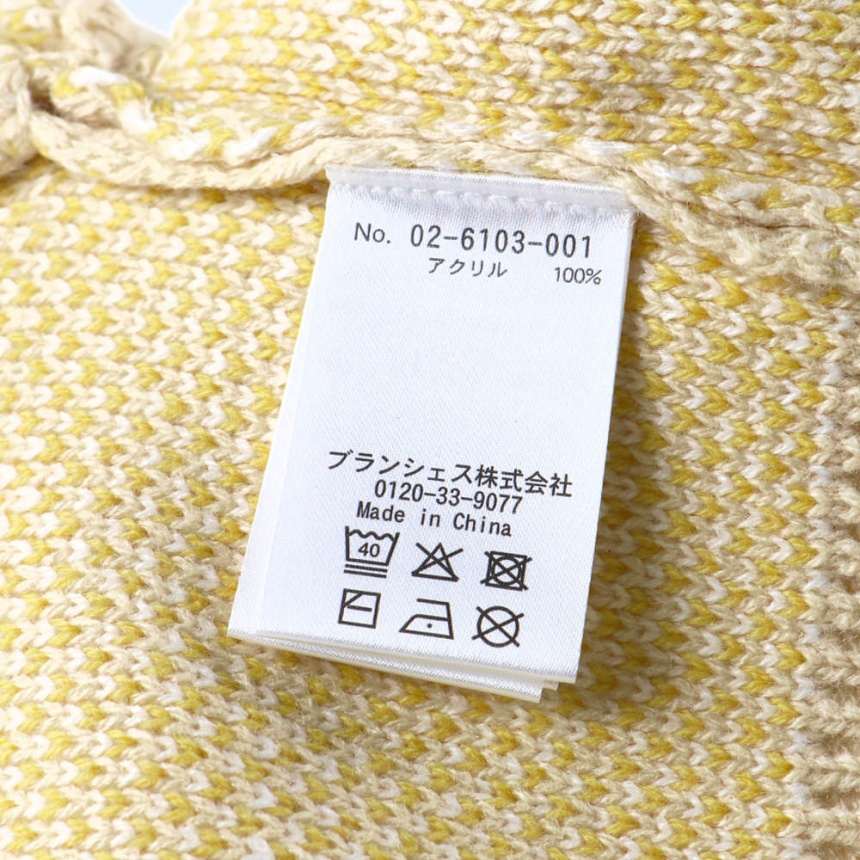 No. 02-6103-001
アクリル 100%
ブランシェス株式会社
0120-33-9077
Made in China
40